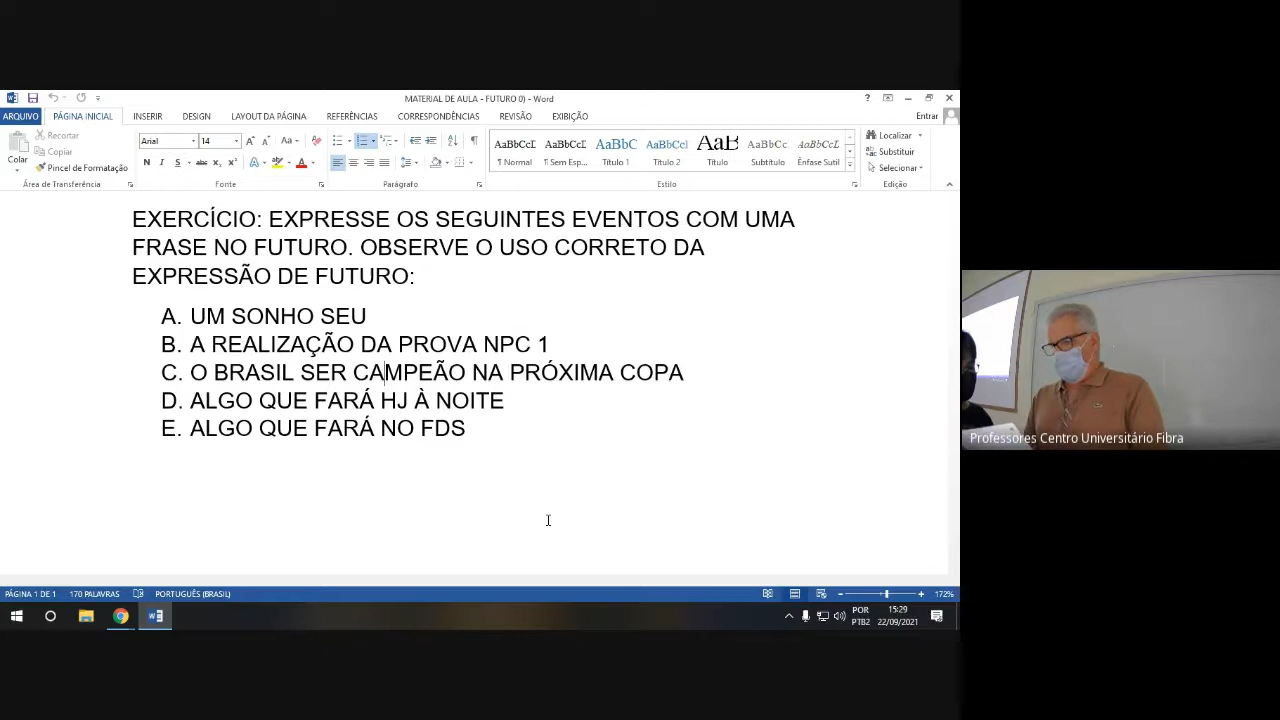 MATERIAL DE AULA - FUTURO 0) - Word
Entrar
ARQUIVO PÁGINA INICIAL INSERIR DESIGN LAYOUT DA PÁGINA REFERÊNCIAS CORRESPONDÊNCIAS REVISÃO EXIBIÇÃO
Recortar
Copiar
Pincel de Formatação
Colar
Área de Transferência
Arial 14
Fonte
Parágrafo
AaBbCcD AaBbCcD AaBbC AaBbCcI AaBb AaBbCc AaBbCcD
¶ Normal ¶ Sem Esp... Título 1 Título 2 Título Subtítulo Ênfase Sutil
Estilo
Localizar
Substituir
Selecionar
Edição
EXERCÍCIO: EXPRESSE OS SEGUINTES EVENTOS COM UMA
FRASE NO FUTURO. OBSERVE O USO CORRETO DA
EXPRESSÃO DE FUTURO:
A. UM SONHO SEU
B. A REALIZAÇÃO DA PROVA NPC 1
C. O BRASIL SER CAMPEÃO NA PRÓXIMA COPA
D. ALGO QUE FARÁ HJ À NOITE
E. ALGO QUE FARÁ NO FDS
Professores Centro Universitário Fibra
PÁGINA 1 DE 1 170 PALAVRAS PORTUGUÊS (BRASIL) 172%
POR
PTB2
15:29
22/09/2021